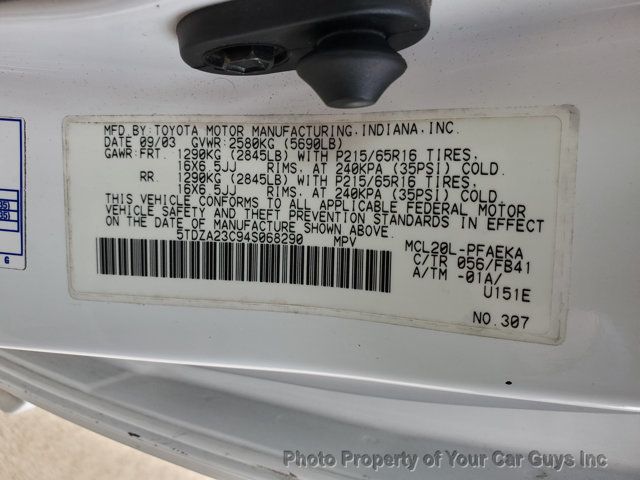 MFD.BY:TOYOTA MOTOR MANUFACTURING,INDIANA,INC.
DATE 09/03 GVWR:2580KG (5690LB)
GAWR:FRT. 1290KG (2845LB) WITH P215/65R16 TIRES.
16X6.5JJ RIMS. AT 240KPA (35PSI) COLD.
RR 1290KG (2845LB) WITH P215/65R16 TIRES.
16X6.5JJ RIMS. AT 240KPA (35PSI) COLD.
THIS VEHICLE CONFORMS TO ALL APPLICABLE FEDERAL MOTOR
VEHICLE SAFETY AND THEFT PREVENTION STANDARDS IN EFFECT
ON THE DATE OF MANUFACTURE SHOWN ABOVE.
5TDZA23C94S068290 MPV
MCL20L-PFAEKA
C/TR 056/FB41
A/TM -01A/
U151E
NO.307
G
Photo Property of Your Car Guys Inc